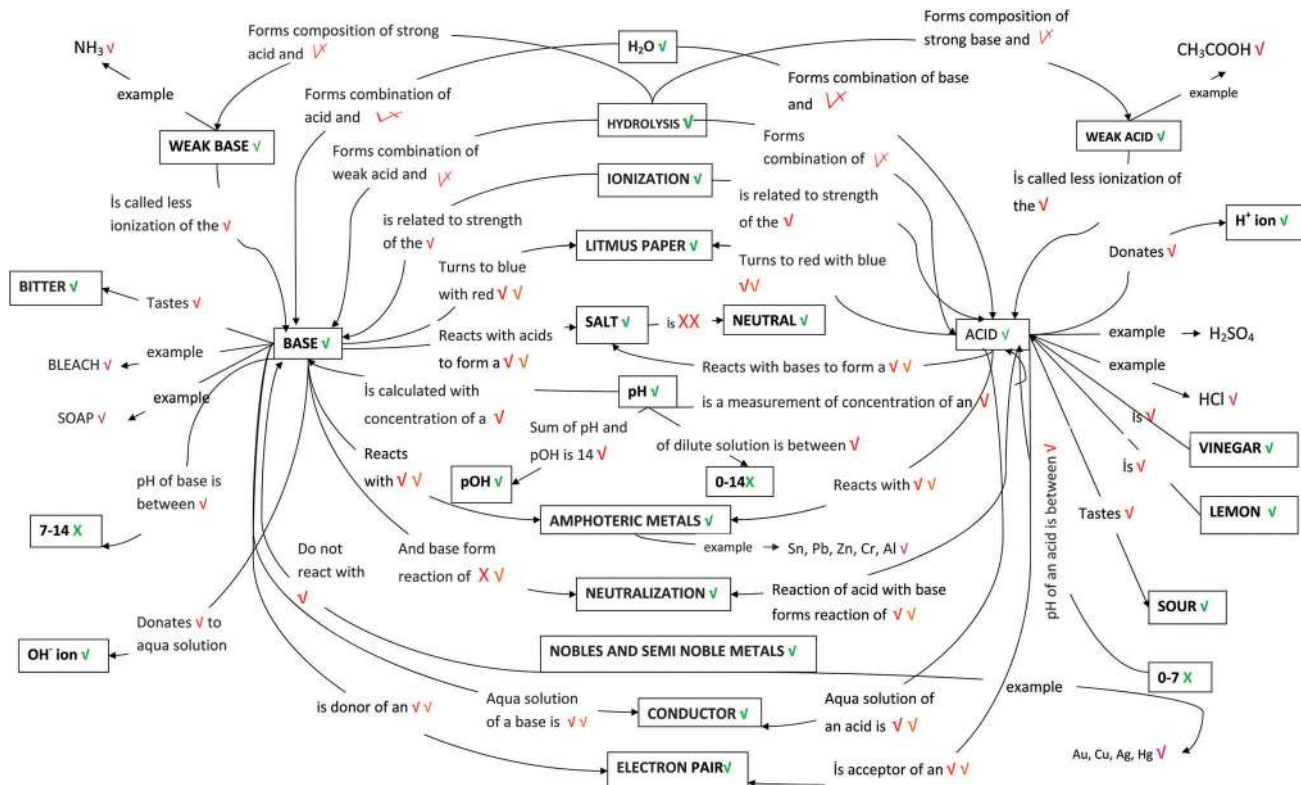 Forms composition of strong
acid and √x
NH₃ √
example
WEAK BASE √
H₂O √
Forms composition of
strong base and √x
CH₃COOH √
example
WEAK ACID √
Forms combination of
acid and √x
Forms combination of base
and √x
HYDROLYSIS √
Forms combination of
weak acid and √x
Forms
combination of √x
IONIZATION √
İs called less
ionization of the √
is related to strength
of the √
is related to strength
of the √
İs called less ionization of
the √
H⁺ ion √
Donates √
LITMUS PAPER √
Turns to blue
with red √ √
Turns to red with blue
√√
BITTER √
Tastes √
SALT √
is XX
NEUTRAL √
BASE √
Reacts with acids
to form a √ √
ACID √
example
H₂SO₄
example
BLEACH √
example
SOAP √
Reacts with bases to form a √ √
example
HCl √
İs calculated with
concentration of a √
pH √
is a measurement of concentration of an √
is √
VINEGAR √
Sum of pH and
pOH is 14 √
of dilute solution is between √
İs √
LEMON √
Reacts
with √ √
pOH √
0-14X
Reacts with √ √
pH of base is
between √
7-14 X
AMPHOTERIC METALS √
example
Sn, Pb, Zn, Cr, Al √
pH of an acid is between √
Tastes √
Do not
react with
√
And base form
reaction of X √
NEUTRALIZATION √
Reaction of acid with base
forms reaction of √ √
SOUR √
Donates √ to
aqua solution
OH⁻ ion √
NOBLES AND SEMI NOBLE METALS √
example
0-7 X
is donor of an √ √
Aqua solution
of a base is √ √
CONDUCTOR √
Aqua solution of
an acid is √ √
Au, Cu, Ag, Hg √
ELECTRON PAIR√
İs acceptor of an √ √